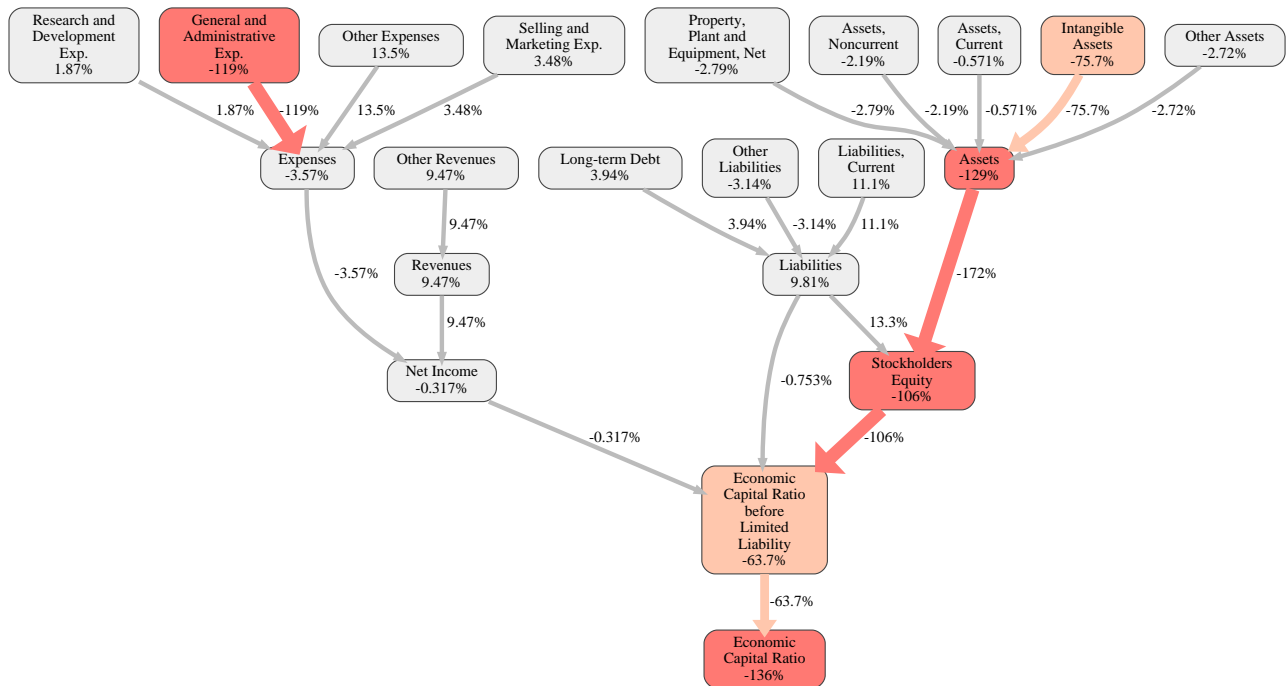 Research and
Development
Exp.
1.87%
General and
Administrative
Exp.
-119%
Other Expenses
13.5%
Selling and
Marketing Exp.
3.48%
Property,
Plant and
Equipment, Net
-2.79%
Assets,
Noncurrent
-2.19%
Assets,
Current
-0.571%
Intangible
Assets
-75.7%
Other Assets
-2.72%
1.87%
-119%
13.5%
3.48%
-2.79%
-2.19%
-0.571%
-75.7%
-2.72%
Expenses
-3.57%
Other Revenues
9.47%
Long-term Debt
3.94%
Other
Liabilities
-3.14%
Liabilities,
Current
11.1%
Assets
-129%
9.47%
3.94%
-3.14%
11.1%
-3.57%
Revenues
9.47%
Liabilities
9.81%
-172%
9.47%
13.3%
Net Income
-0.317%
-0.753%
Stockholders
Equity
-106%
-0.317%
-106%
Economic
Capital Ratio
before
Limited
Liability
-63.7%
-63.7%
Economic
Capital Ratio
-136%